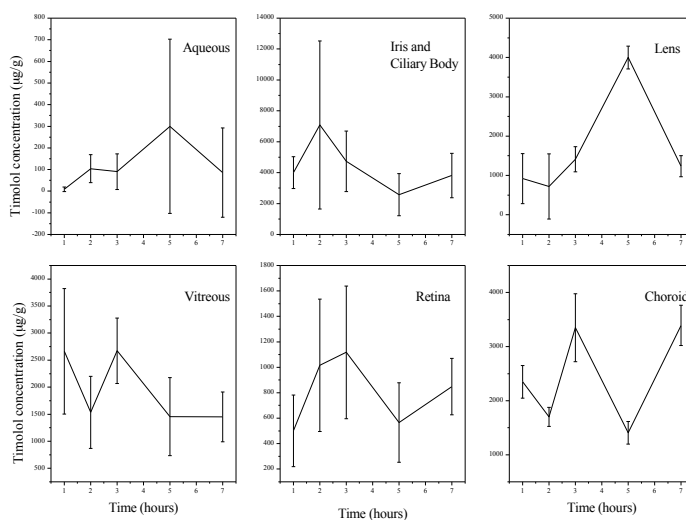 Timolol concentration (µg/g)
800
700
600
500
400
300
200
100
0
-100
-200
Aqueous
1 2 3 4 5 6 7
14000
12000
10000
8000
6000
4000
2000
0
Iris and
Ciliary Body
1 2 3 4 5 6 7
5000
4000
3000
2000
1000
0
Lens
1 2 3 4 5 6 7
Timolol concentration (µg/g)
4000
3500
3000
2500
2000
1500
1000
500
Vitreous
1 2 3 4 5 6 7
Time (hours)
1800
1600
1400
1200
1000
800
600
400
200
Retina
1 2 3 4 5 6 7
Time (hours)
4000
3000
2000
1000
Choroid
1 2 3 4 5 6 7
Time (hours)